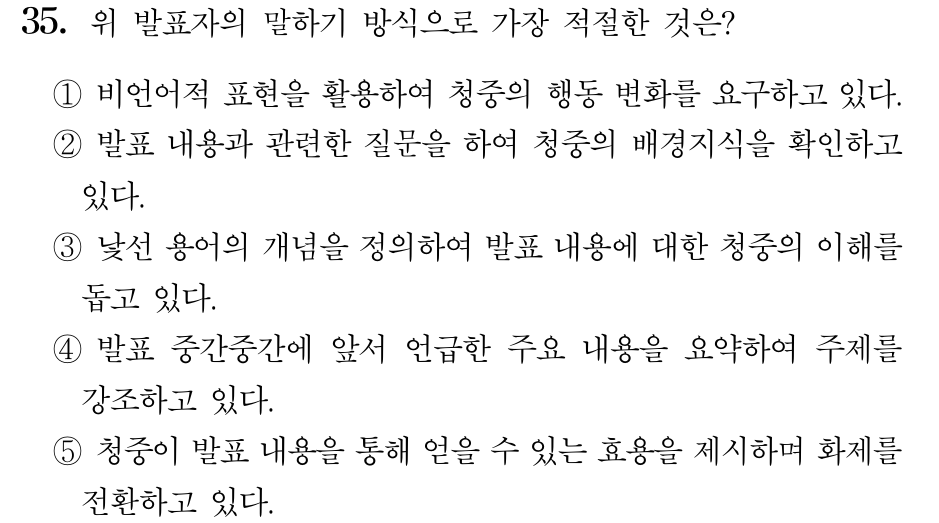 35. 위 발표자의 말하기 방식으로 가장 적절한 것은?
① 비언어적 표현을 활용하여 청중의 행동 변화를 요구하고 있다.
② 발표 내용과 관련한 질문을 하여 청중의 배경지식을 확인하고
있다.
③ 낯선 용어의 개념을 정의하여 발표 내용에 대한 청중의 이해를
돕고 있다.
④ 발표 중간중간에 앞서 언급한 주요 내용을 요약하여 주제를
강조하고 있다.
⑤ 청중이 발표 내용을 통해 얻을 수 있는 효용을 제시하며 화제를
전환하고 있다.